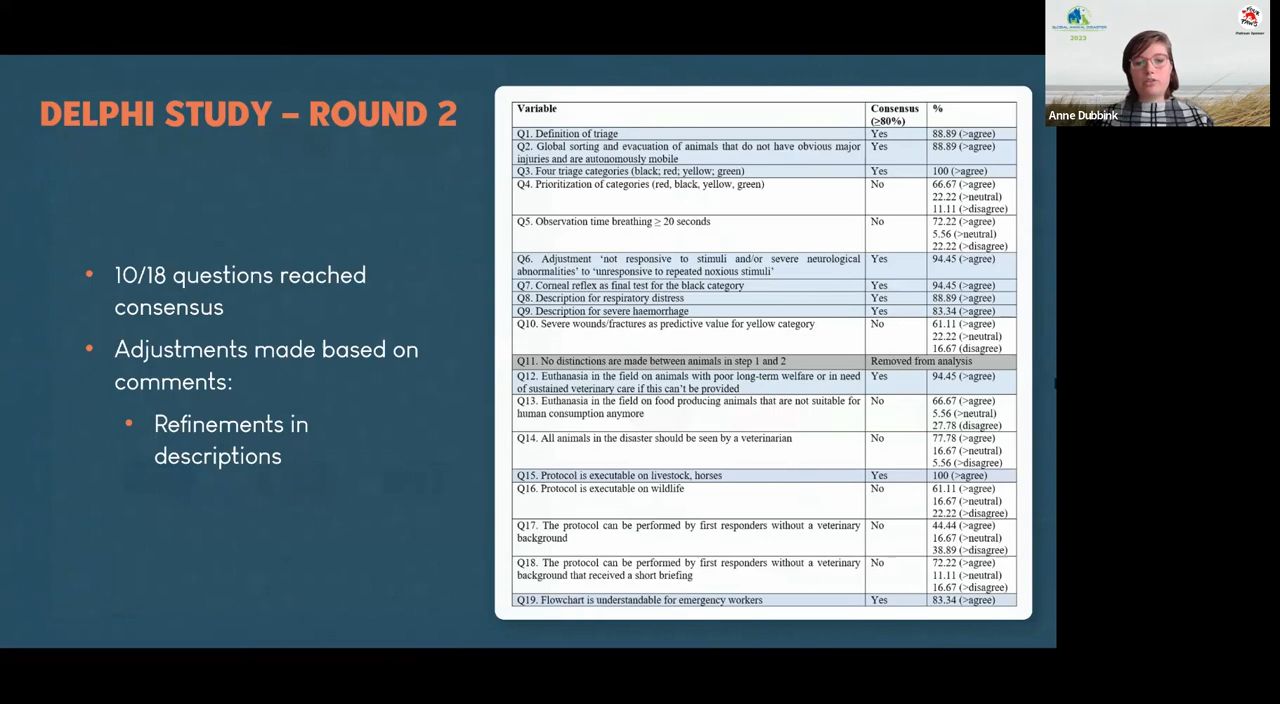 DELPHI STUDY – ROUND 2
• 10/18 questions reached
consensus
• Adjustments made based on
comments:
• Refinements in
descriptions
Variable Consensus %
(≥80%)
Q1. Definition of triage Yes 88.89 (>agree)
Q2. Global sorting and evacuation of animals that do not have obvious major Yes 88.89 (>agree)
injuries and are autonomously mobile
Q3. Four triage categories (black; red; yellow; green) Yes 100 (>agree)
Q4. Prioritization of categories (red, black, yellow, green) No 66.67 (>agree)
22.22 (>neutral)
11.11 (>disagree)
Q5. Observation time breathing ≥ 20 seconds No 72.22 (>agree)
5.56 (>neutral)
22.22 (>disagree)
Q6. Adjustment ‘not responsive to stimuli and/or severe neurological Yes 94.45 (>agree)
abnormalities’ to ‘unresponsive to repeated noxious stimuli’
Q7. Corneal reflex as final test for the black category Yes 94.45 (>agree)
Q8. Description for respiratory distress Yes 88.89 (>agree)
Q9. Description for severe haemorrhage Yes 83.34 (>agree)
Q10. Severe wounds/fractures as predictive value for yellow category No 61.11 (>agree)
22.22 (>neutral)
16.67 (disagree)
Q11. No distinctions are made between animals in step 1 and 2 Removed from analysis
Q12. Euthanasia in the field on animals with poor long-term welfare or in need Yes 94.45 (>agree)
of sustained veterinary care if this can’t be provided
Q13. Euthanasia in the field on food producing animals that are not suitable for No 66.67 (>agree)
human consumption anymore 5.56 (>neutral)
27.78 (disagree)
Q14. All animals in the disaster should be seen by a veterinarian No 77.78 (>agree)
16.67 (>neutral)
5.56 (>disagree)
Q15. Protocol is executable on livestock, horses Yes 100 (>agree)
Q16. Protocol is executable on wildlife No 61.11 (>agree)
16.67 (>neutral)
22.22 (>disagree)
Q17. The protocol can be performed by first responders without a veterinary No 44.44 (>agree)
background 16.67 (>neutral)
38.89 (>disagree)
Q18. The protocol can be performed by first responders without a veterinary No 72.22 (>agree)
background that received a short briefing 11.11 (>neutral)
16.67 (>disagree)
Q19. Flowchart is understandable for emergency workers Yes 83.34 (>agree)
GLOBAL ANIMAL DISASTER
2023
FOUR
PAWS
Platinum Sponsor
Anne Dubbink